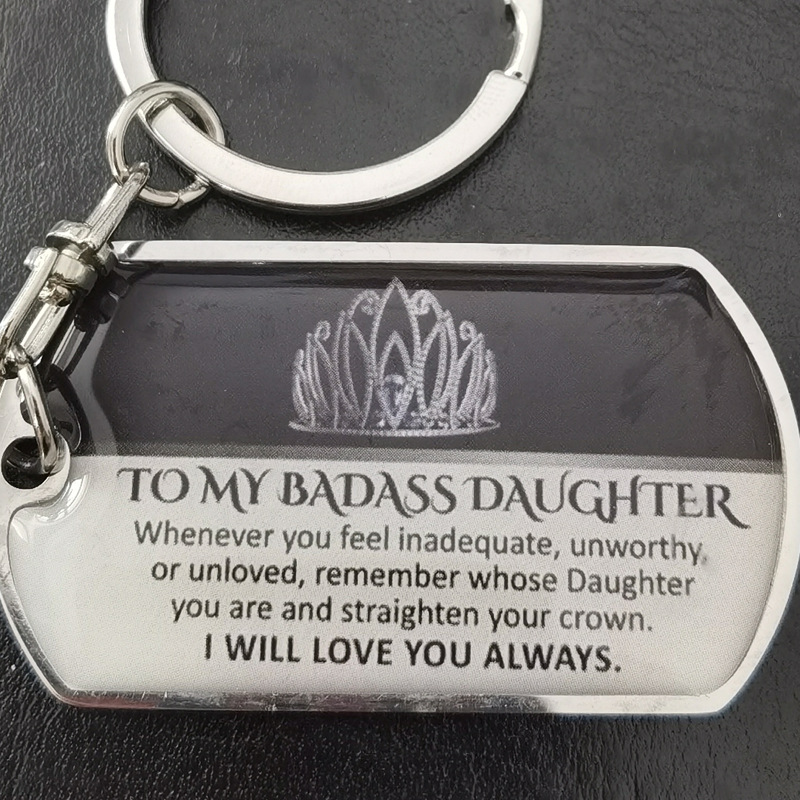 TO MY BADASS DAUGHTER
Whenever you feel inadequate, unworthy,
or unloved, remember whose Daughter
you are and straighten your crown.
I WILL LOVE YOU ALWAYS.